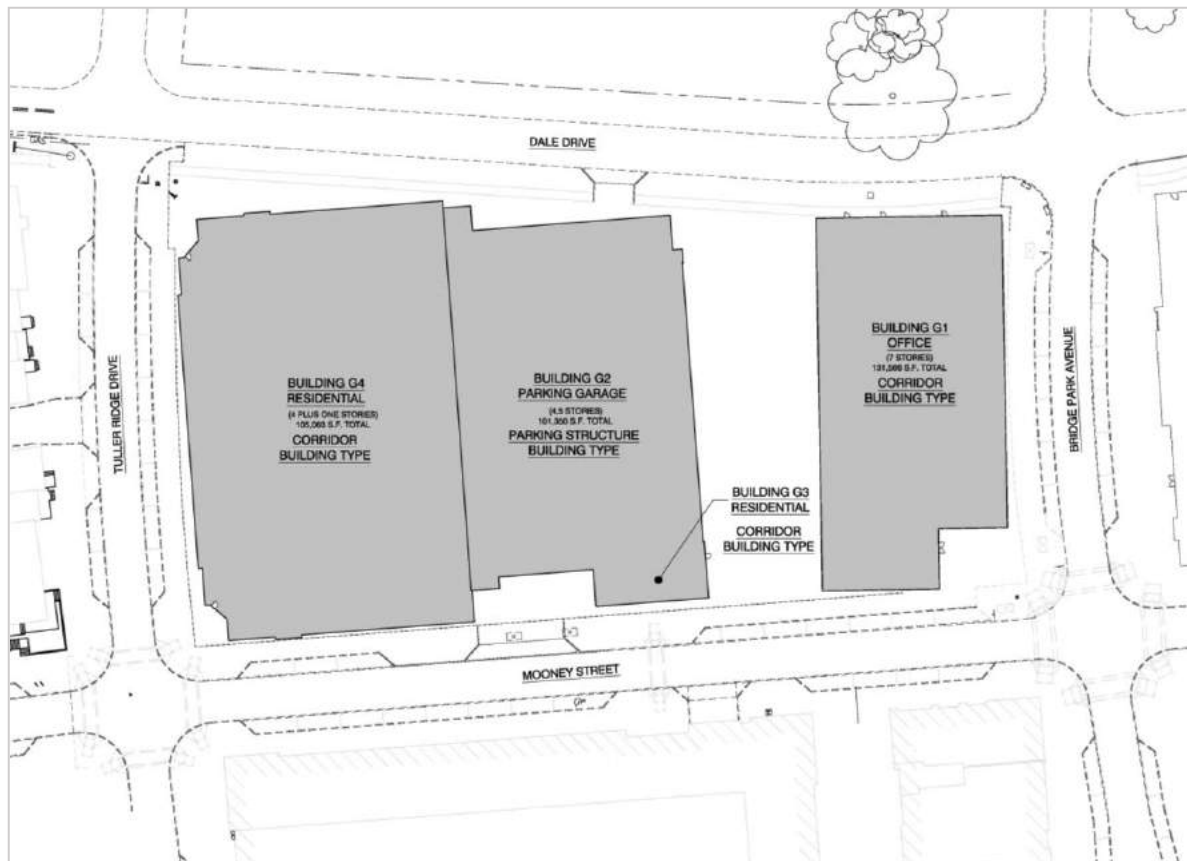 DALE DRIVE
TULLER RIDGE DRIVE
BUILDING G4
RESIDENTIAL
(4 PLUS ONE STORIES)
S.F. TOTAL
CORRIDOR
BUILDING TYPE
BUILDING G2
PARKING GARAGE
(4.5 STORIES)
101,350 S.F. TOTAL
PARKING STRUCTURE
BUILDING TYPE
BUILDING G3
RESIDENTIAL
CORRIDOR
BUILDING TYPE
BUILDING G1
OFFICE
(7 STORIES)
S.F. TOTAL
CORRIDOR
BUILDING TYPE
BRIDGE PARK AVENUE
MOONEY STREET